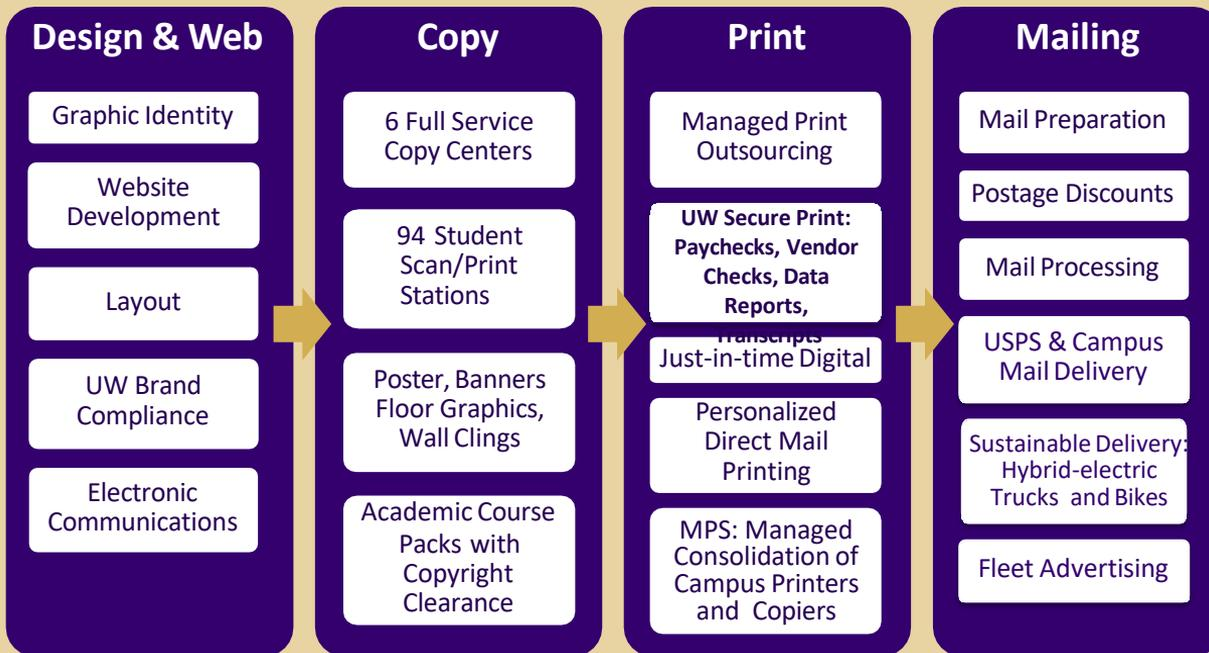 Design & Web
Graphic Identity
Website
Development
Layout
UW Brand
Compliance
Electronic
Communications
Copy
6 Full Service
Copy Centers
94 Student
Scan/Print
Stations
Poster, Banners
Floor Graphics,
Wall Clings
Academic Course
Packs with
Copyright
Clearance
Print
Managed Print
Outsourcing
UW Secure Print:
Paychecks, Vendor
Checks, Data
Reports,
Transcripts
Just-in-time Digital
Personalized
Direct Mail
Printing
MPS: Managed
Consolidation of
Campus Printers
and Copiers
Mailing
Mail Preparation
Postage Discounts
Mail Processing
USPS & Campus
Mail Delivery
Sustainable Delivery:
Hybrid-electric
Trucks and Bikes
Fleet Advertising